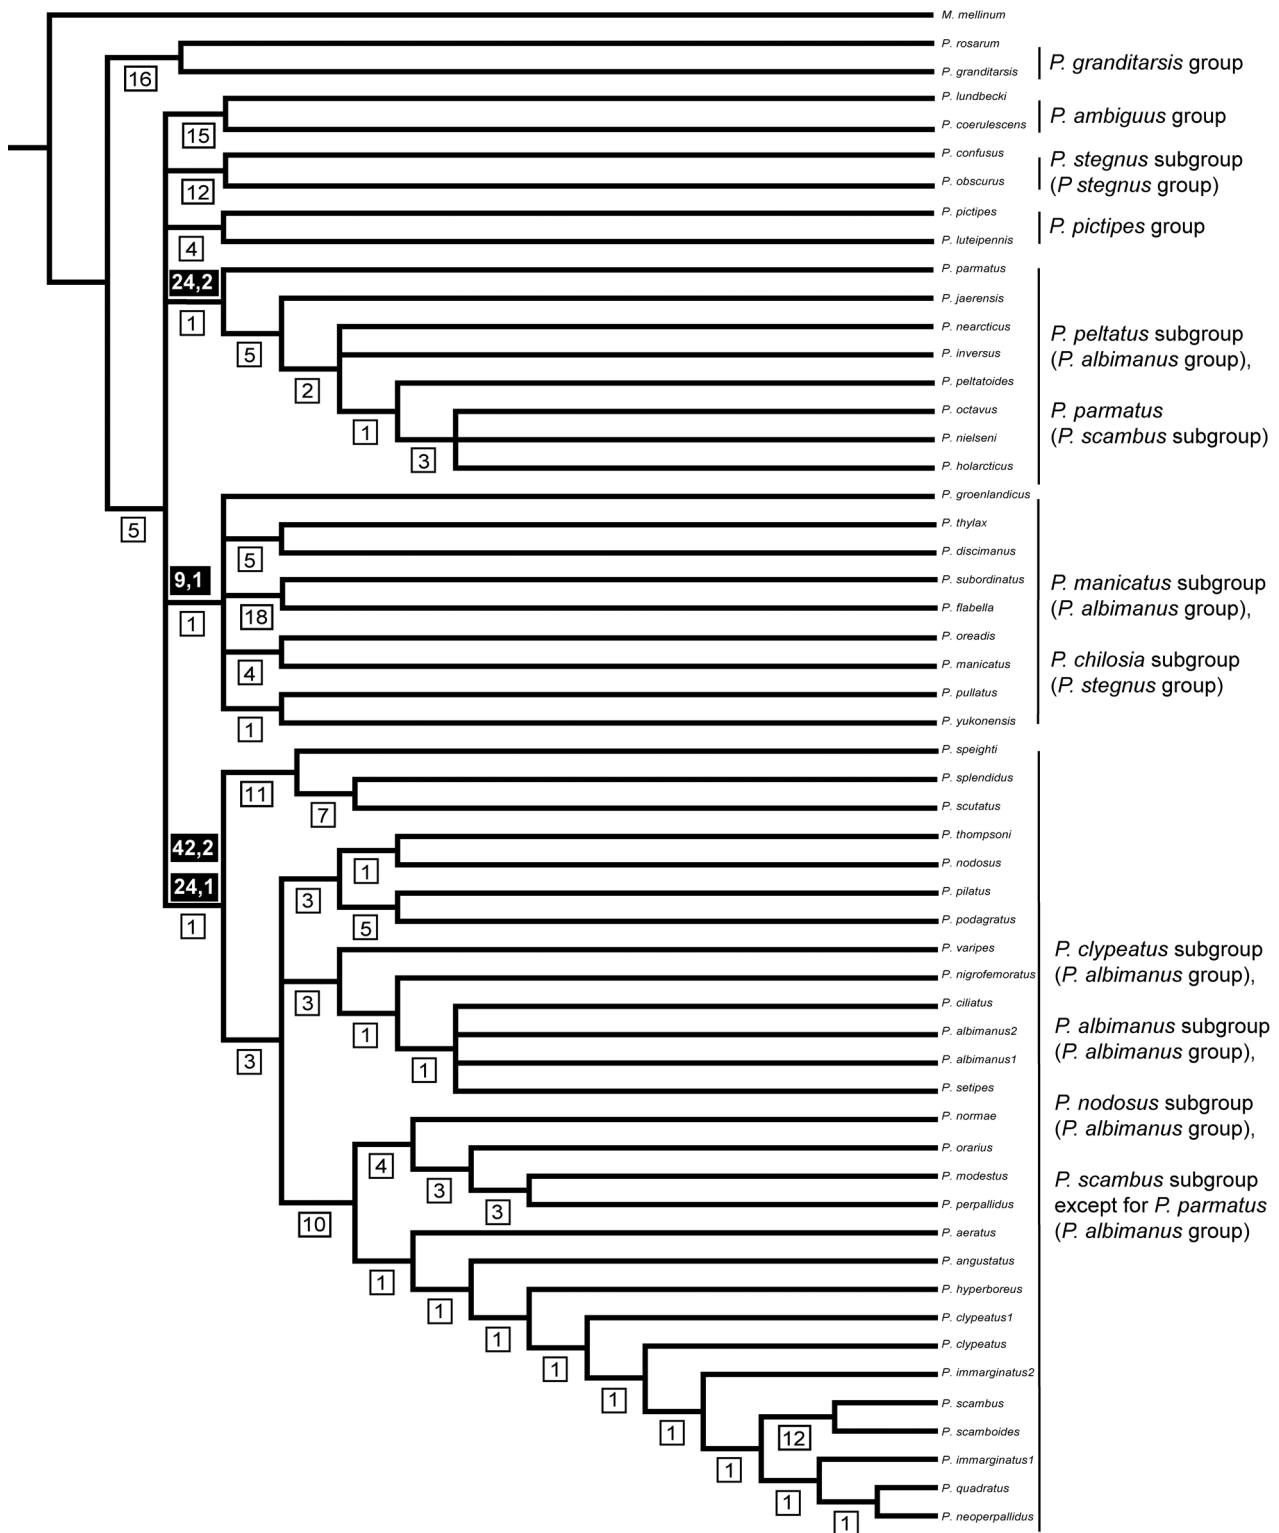 M. mellinum
P. rosarum
P. granditarsis
16
P. granditarsis group
P. lundbecki
P. coerulescens
15
P. ambiguus group
P. confusus
P. obscurus
12
P. stegnus subgroup
(P stegnus group)
P. pictipes
P. luteipennis
4
P. pictipes group
24,2
1
P. parmatus
P. jaerensis
5
P. nearcticus
P. inversus
2
P. peltatoides
1
P. octavus
P. nielseni
P. holarcticus
3
P. peltatus subgroup
(P. albimanus group),
P. parmatus
(P. scambus subgroup)
5
9,1
1
P. groenlandicus
P. thylax
P. discimanus
5
P. subordinatus
P. flabella
18
P. oreadis
P. manicatus
4
P. pullatus
P. yukonensis
1
P. manicatus subgroup
(P. albimanus group),
P. chilosia subgroup
(P. stegnus group)
42,2
24,1
1
P. speighti
11
P. splendidus
P. scutatus
7
P. thompsoni
P. nodosus
1
3
P. pilatus
P. podagratus
5
P. varipes
3
P. nigrofemoratus
1
P. ciliatus
P. albimanus2
P. albimanus1
P. setipes
1
3
P. normae
4
P. orarius
3
P. modestus
P. perpallidus
3
10
P. aeratus
1
P. angustatus
1
P. hyperboreus
1
P. clypeatus1
1
P. clypeatus
1
P. immarginatus2
1
P. scambus
P. scamboides
12
1
P. immarginatus1
1
P. quadratus
P. neoperpallidus
1
P. clypeatus subgroup
(P. albimanus group),
P. albimanus subgroup
(P. albimanus group),
P. nodosus subgroup
(P. albimanus group),
P. scambus subgroup
except for P. parmatus
(P. albimanus group)